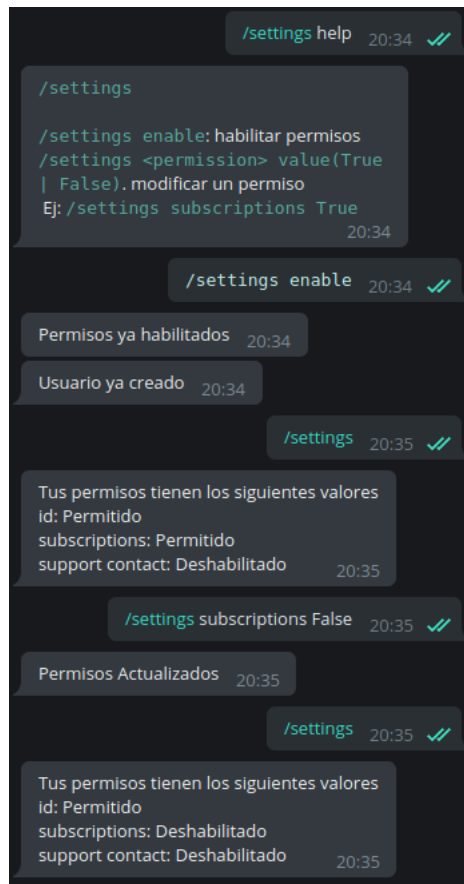 /settings help 20:34
/settings
/settings enable: habilitar permisos
/settings <permission> value(True
| False). modificar un permiso
Ej: /settings subscriptions True
20:34
/settings enable 20:34
Permisos ya habilitados 20:34
Usuario ya creado 20:34
/settings 20:35
Tus permisos tienen los siguientes valores
id: Permitido
subscriptions: Permitido
support contact: Deshabilitado 20:35
/settings subscriptions False 20:35
Permisos Actualizados 20:35
/settings 20:35
Tus permisos tienen los siguientes valores
id: Permitido
subscriptions: Deshabilitado
support contact: Deshabilitado 20:35